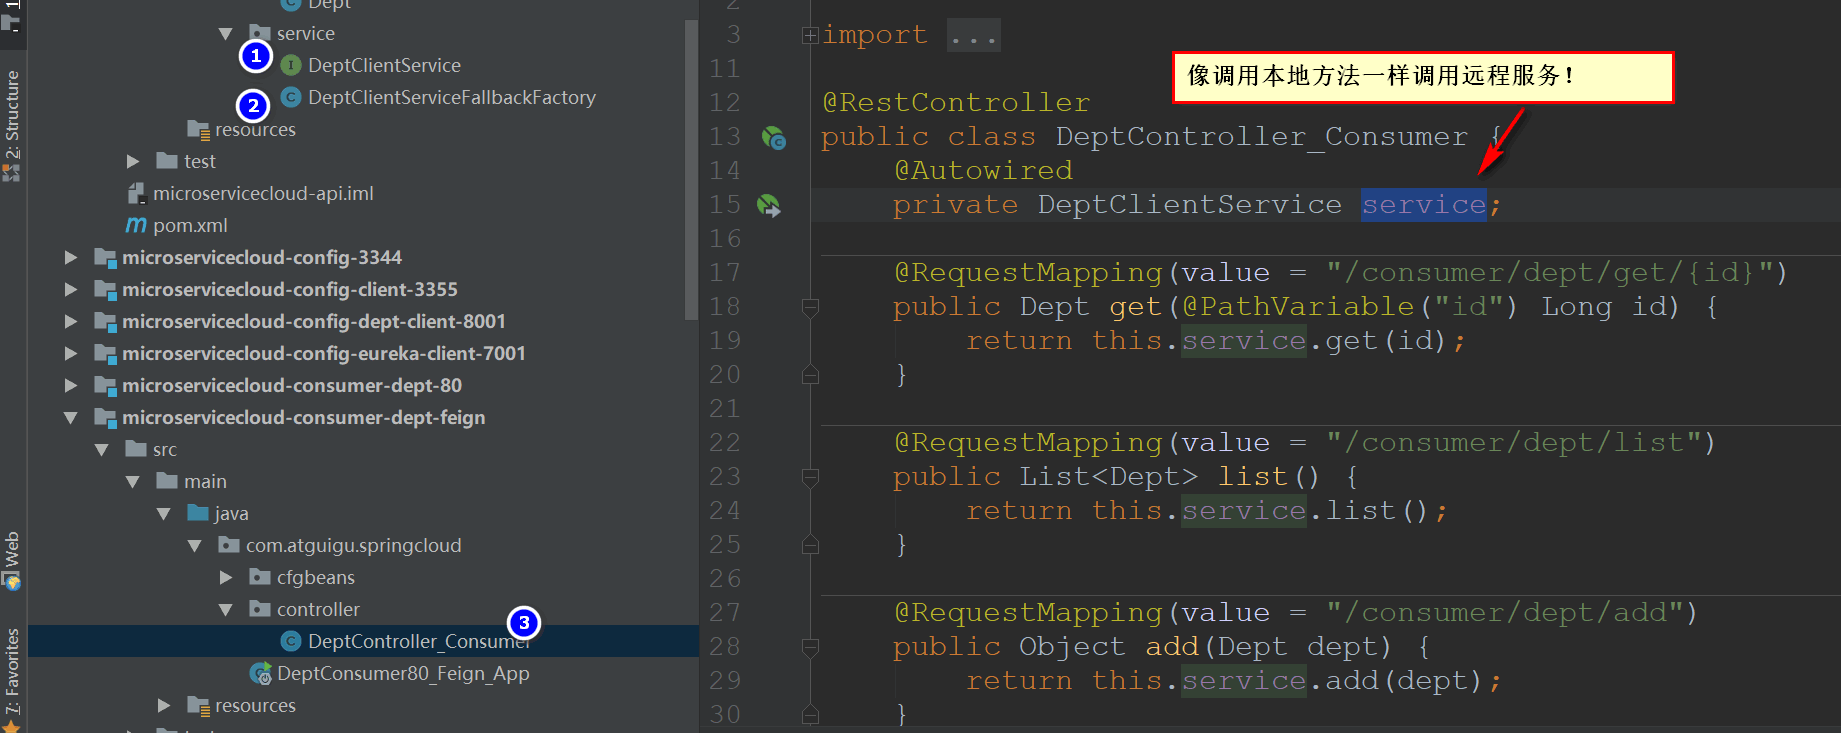 Dept
service
1
DeptClientService
2
DeptClientServiceFallbackFactory
resources
test
microservicecloud-api.iml
pom.xml
microservicecloud-config-3344
microservicecloud-config-client-3355
microservicecloud-config-dept-client-8001
microservicecloud-config-eureka-client-7001
microservicecloud-consumer-dept-80
microservicecloud-consumer-dept-feign
src
main
java
com.atguigu.springcloud
cfgbeans
controller
3
DeptController_Consumer
DeptConsumer80_Feign_App
resources
2: Structure
Web
7: Favorites
2
3 import ...
11
12 @RestController
13 public class DeptController_Consumer {
14 @Autowired
15 private DeptClientService service;
16
17 @RequestMapping(value = "/consumer/dept/get/{id}")
18 public Dept get(@PathVariable("id") Long id) {
19 return this.service.get(id);
20 }
21
22 @RequestMapping(value = "/consumer/dept/list")
23 public List<Dept> list() {
24 return this.service.list();
25 }
26
27 @RequestMapping(value = "/consumer/dept/add")
28 public Object add(Dept dept) {
29 return this.service.add(dept);
30 }
像调用本地方法一样调用远程服务！